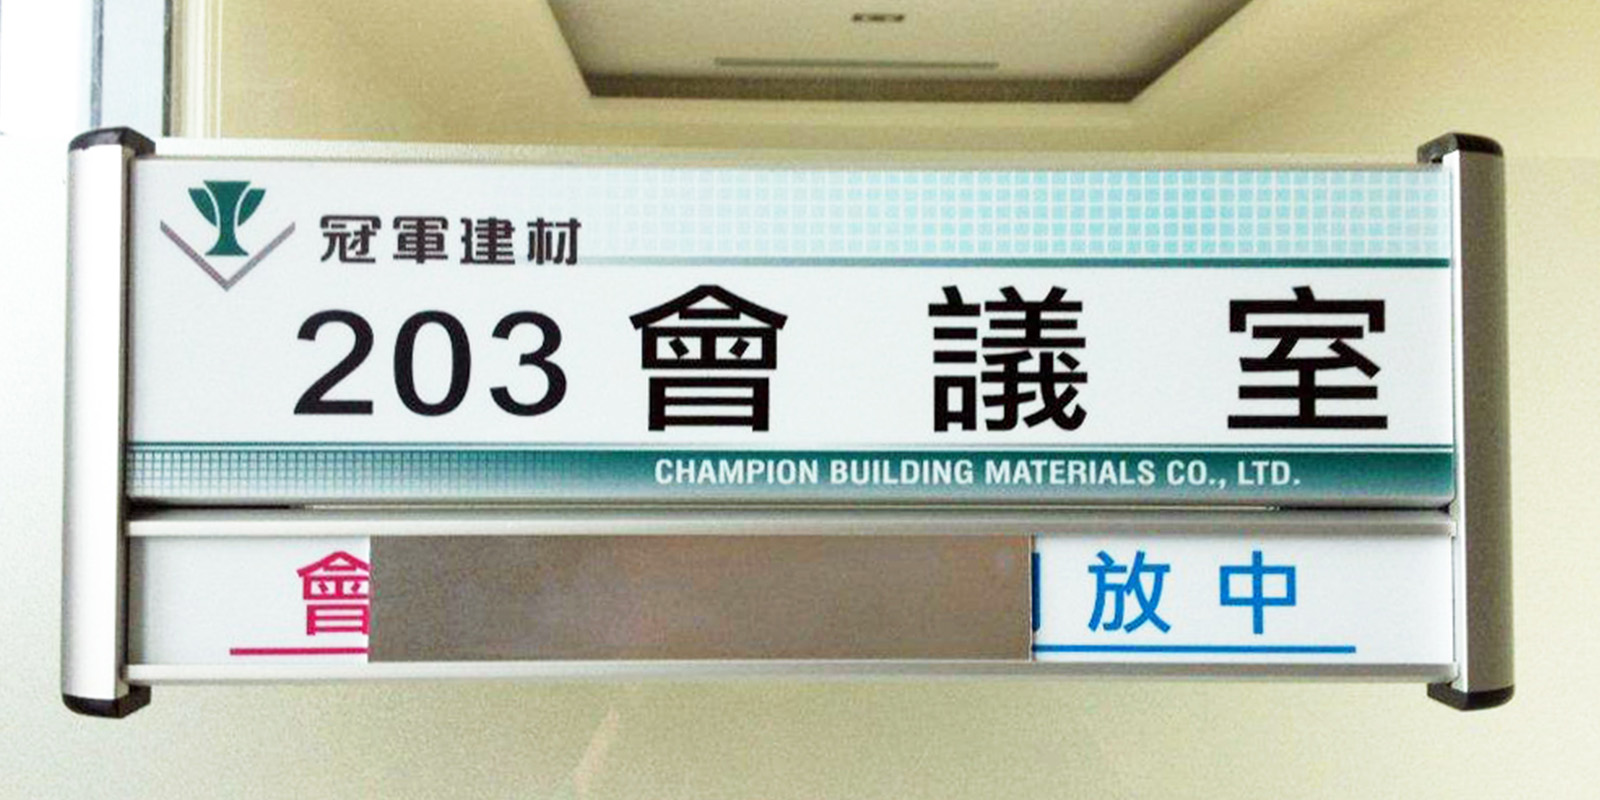 冠軍建材
203 會議室
CHAMPION BUILDING MATERIALS CO., LTD.
會
放中